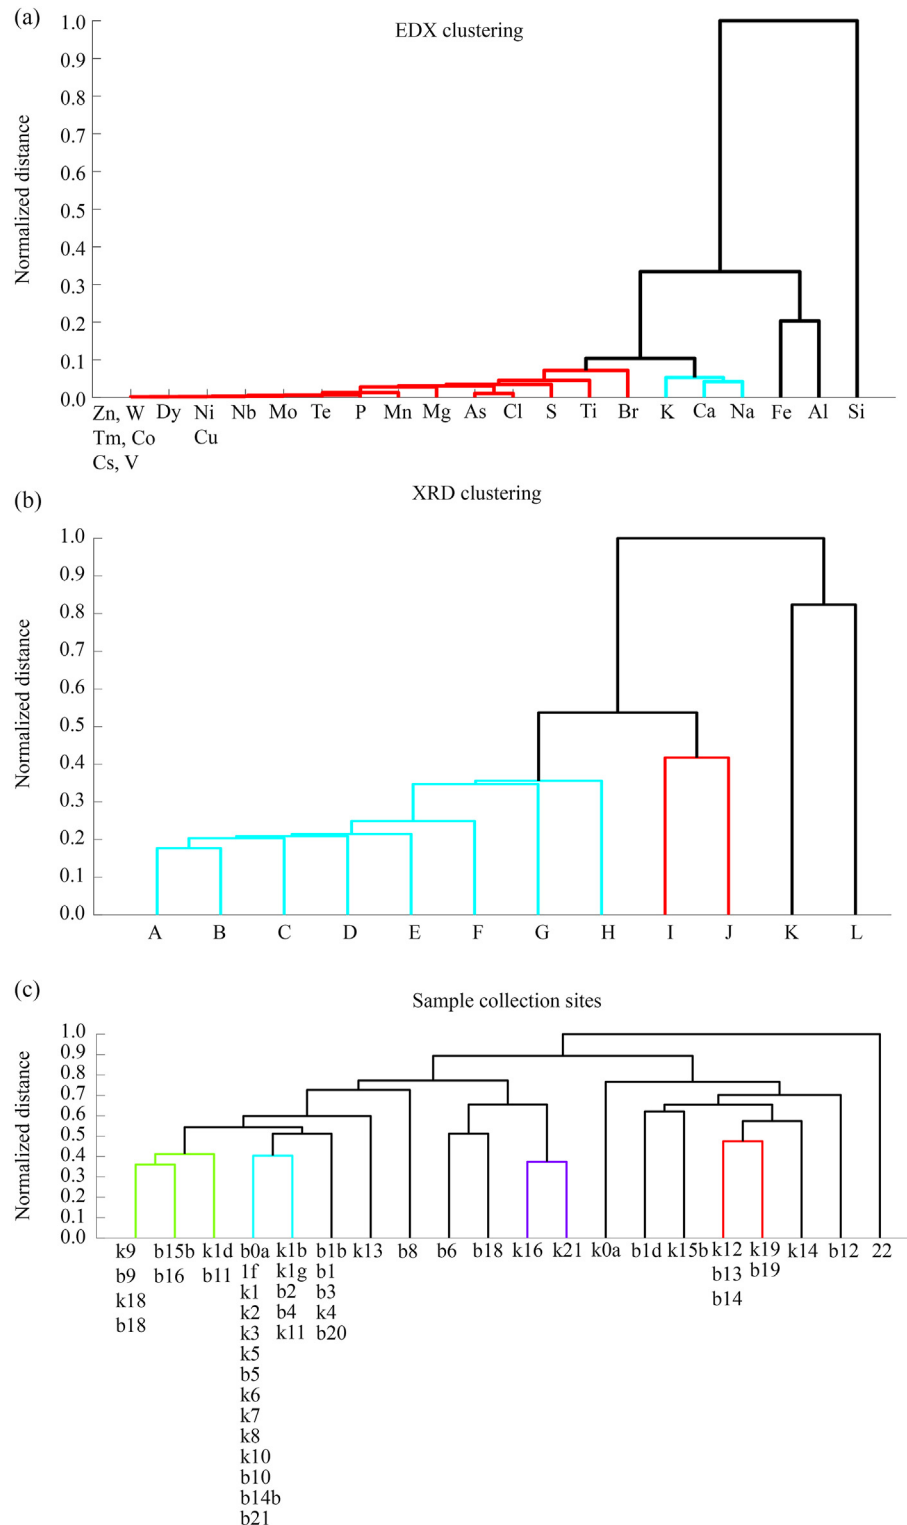 (a)
EDX clustering
Normalized distance
1.0
0.9
0.8
0.7
0.6
0.5
0.4
0.3
0.2
0.1
0.0
Zn, W Dy Ni Nb Mo Te P Mn Mg As Cl S Ti Br K Ca Na Fe Al Si
Tm, Co Cu
Cs, V
(b)
XRD clustering
Normalized distance
1.0
0.9
0.8
0.7
0.6
0.5
0.4
0.3
0.2
0.1
0.0
A B C D E F G H I J K L
(c)
Sample collection sites
Normalized distance
1.0
0.9
0.8
0.7
0.6
0.5
0.4
0.3
0.2
0.1
0.0
k9 b15b k1d b0a k1b b1b k13 b8 b6 b18 k16 k21 k0a b1d k15b k12 k19 k14 b12 22
b9 b16 b11 1f k1g b1 b13 b19
k18 k1 b2 b3 b14
b18 k2 b4 k4
k3 k11 b20
k5
b5
k6
k7
k8
k10
b10
b14b
b21